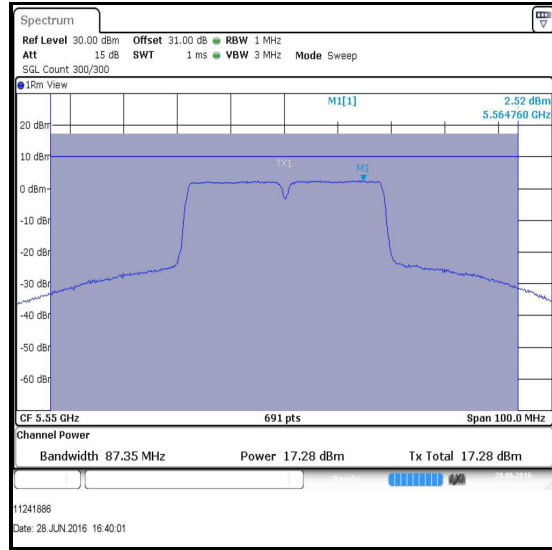 Spectrum
Ref Level 30.00 dBm Offset 31.00 dB RBW 1 MHz
Att 15 dB SWT 1 ms VBW 3 MHz Mode Sweep
SGL Count 300/300
1Rm View
M1[1] 2.52 dBm
5.564760 GHz
20 dBm
10 dBm
TX1
M1
0 dBm
-10 dBm
-20 dBm
-30 dBm
-40 dBm
-50 dBm
-60 dBm
CF 5.55 GHz 691 pts Span 100.0 MHz
Channel Power
Bandwidth 87.35 MHz Power 17.28 dBm Tx Total 17.28 dBm
Ready 28.06.2016
11241886
Date: 28.JUN.2016 16:40:01